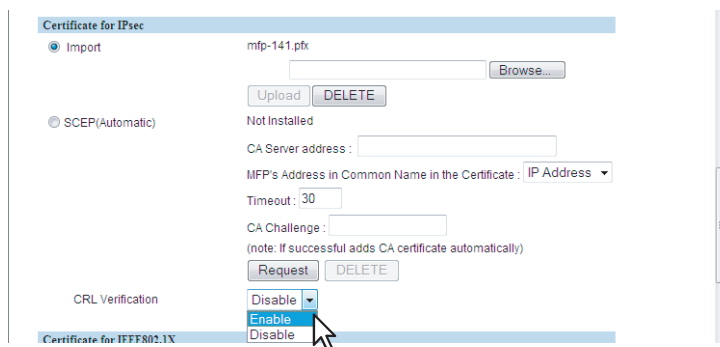 Certificate for IPsec
Import mfp-141.pfx
Browse...
Upload DELETE
SCEP(Automatic) Not Installed
CA Server address :
MFP's Address in Common Name in the Certificate : IP Address
Timeout : 30
CA Challenge :
(note: If successful adds CA certificate automatically)
Request DELETE
CRL Verification Disable
Enable
Certificate for IEEE802.1X Disable